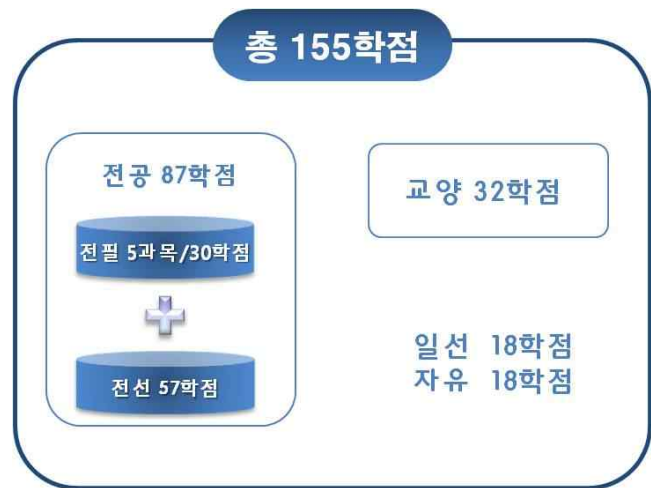 총 155학점
전공 87학점
전필 5과목/30학점
전선 57학점
교양 32학점
일선 18학점
자유 18학점